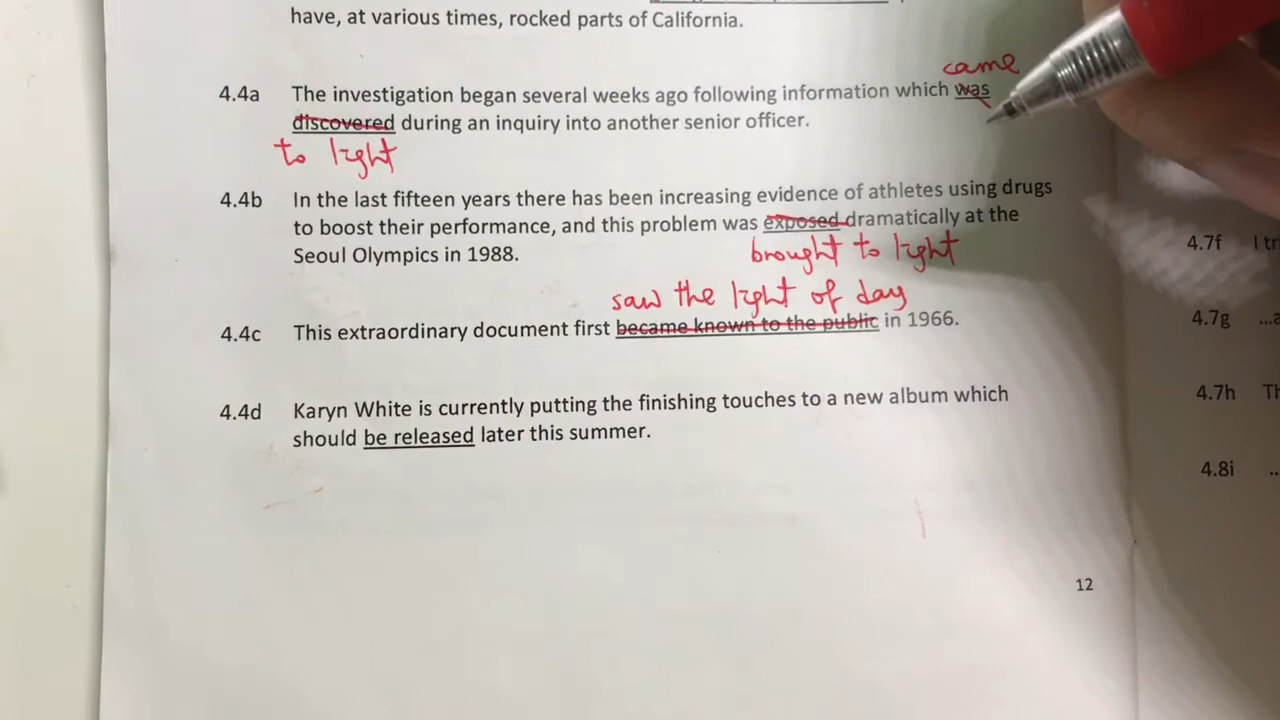 have, at various times, rocked parts of California.
came
4.4a The investigation began several weeks ago following information which was
discovered during an inquiry into another senior officer.
to light
4.4b In the last fifteen years there has been increasing evidence of athletes using drugs
to boost their performance, and this problem was exposed dramatically at the
brought to light
Seoul Olympics in 1988.
saw the light of day
4.4c This extraordinary document first became known to the public in 1966.
4.4d Karyn White is currently putting the finishing touches to a new album which
should be released later this summer.
12
4.7f I
4.7g
4.7h
4.8i